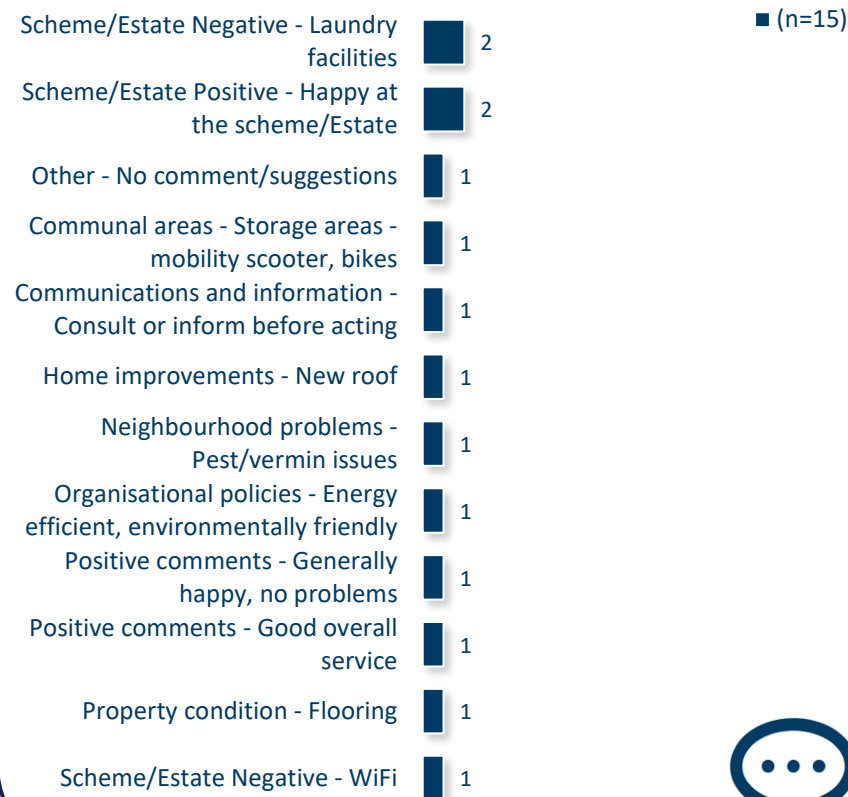 Scheme/Estate Negative - Laundry
facilities
2
(n=15)
Scheme/Estate Positive - Happy at
the scheme/Estate
2
Other - No comment/suggestions
1
Communal areas - Storage areas -
mobility scooter, bikes
1
Communications and information -
Consult or inform before acting
1
Home improvements - New roof
1
Neighbourhood problems -
Pest/vermin issues
1
Organisational policies - Energy
efficient, environmentally friendly
1
Positive comments - Generally
happy, no problems
1
Positive comments - Good overall
service
1
Property condition - Flooring
1
Scheme/Estate Negative - WiFi
1